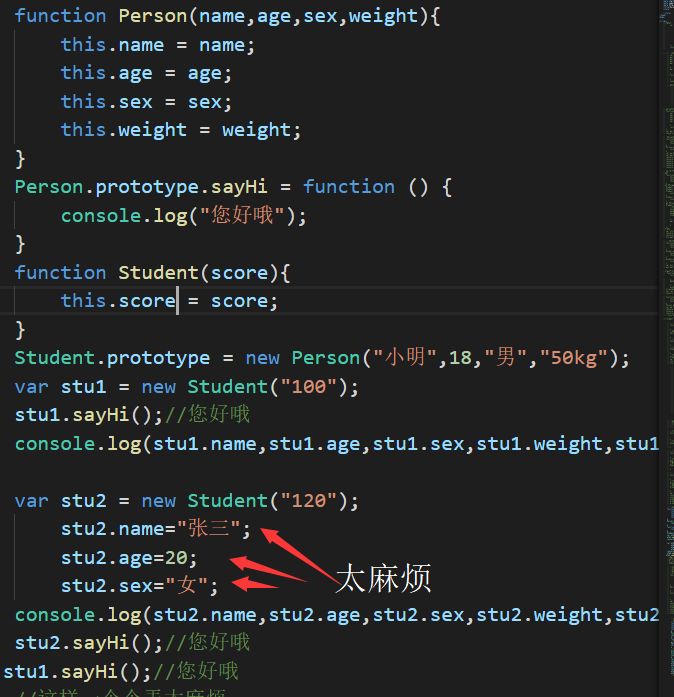 function Person(name,age,sex,weight){
    this.name = name;
    this.age = age;
    this.sex = sex;
    this.weight = weight;
}
Person.prototype.sayHi = function () {
    console.log("您好哦");
}
function Student(score){
    this.score = score;
}
Student.prototype = new Person("小明",18,"男","50kg");
var stu1 = new Student("100");
stu1.sayHi();//您好哦
console.log(stu1.name,stu1.age,stu1.sex,stu1.weight,stu1
var stu2 = new Student("120");
    stu2.name="张三";
    stu2.age=20;
太麻烦
    stu2.sex="女";
console.log(stu2.name,stu2.age,stu2.sex,stu2.weight,stu2
stu2.sayHi();//您好哦
stu1.sayHi();//您好哦